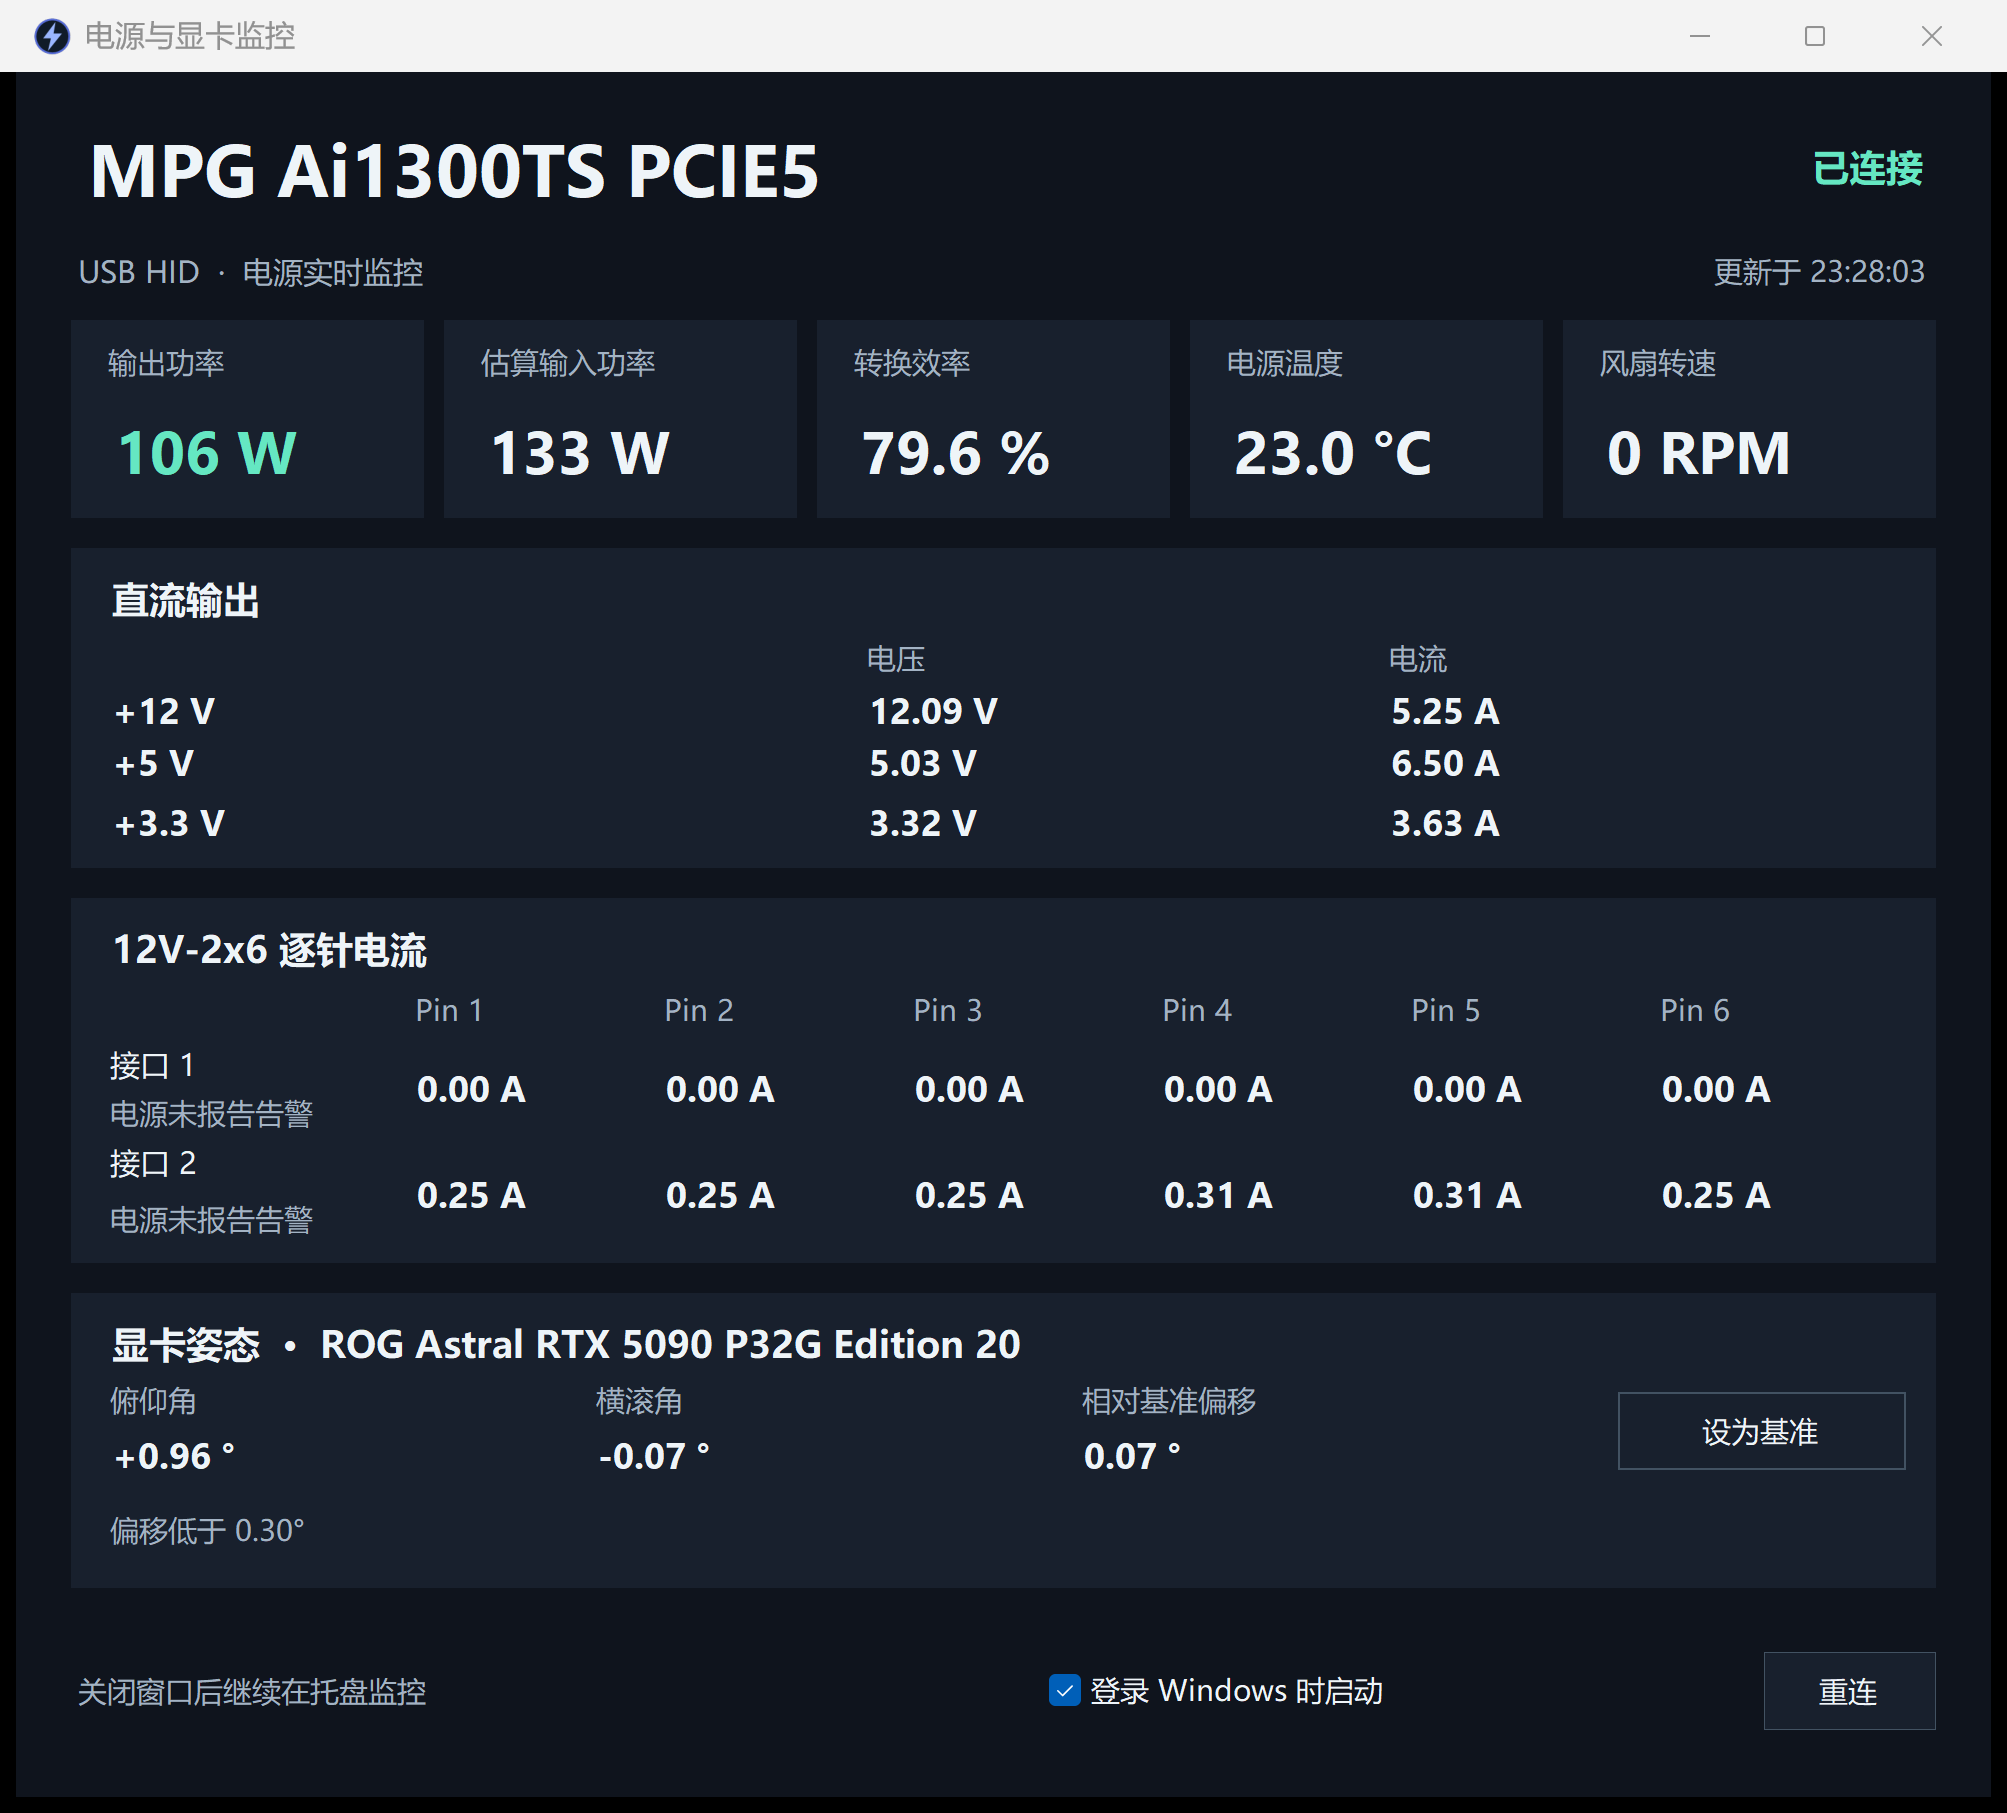 电源与显卡监控
MPG Ai1300TS PCIE5
已连接
USB HID · 电源实时监控
更新于 23:28:03
输出功率 估算输入功率 转换效率 电源温度 风扇转速
106 W 133 W 79.6 % 23.0 °C 0 RPM
直流输出
电压 电流
+12 V 12.09 V 5.25 A
+5 V 5.03 V 6.50 A
+3.3 V 3.32 V 3.63 A
12V-2x6 逐针电流
Pin 1 Pin 2 Pin 3 Pin 4 Pin 5 Pin 6
接口 1
0.00 A 0.00 A 0.00 A 0.00 A 0.00 A 0.00 A
电源未报告告警
接口 2
0.25 A 0.25 A 0.25 A 0.31 A 0.31 A 0.25 A
电源未报告告警
显卡姿态 • ROG Astral RTX 5090 P32G Edition 20
俯仰角 横滚角 相对基准偏移
+0.96 ° -0.07 ° 0.07 °
设为基准
偏移低于 0.30°
关闭窗口后继续在托盘监控
登录 Windows 时启动
重连